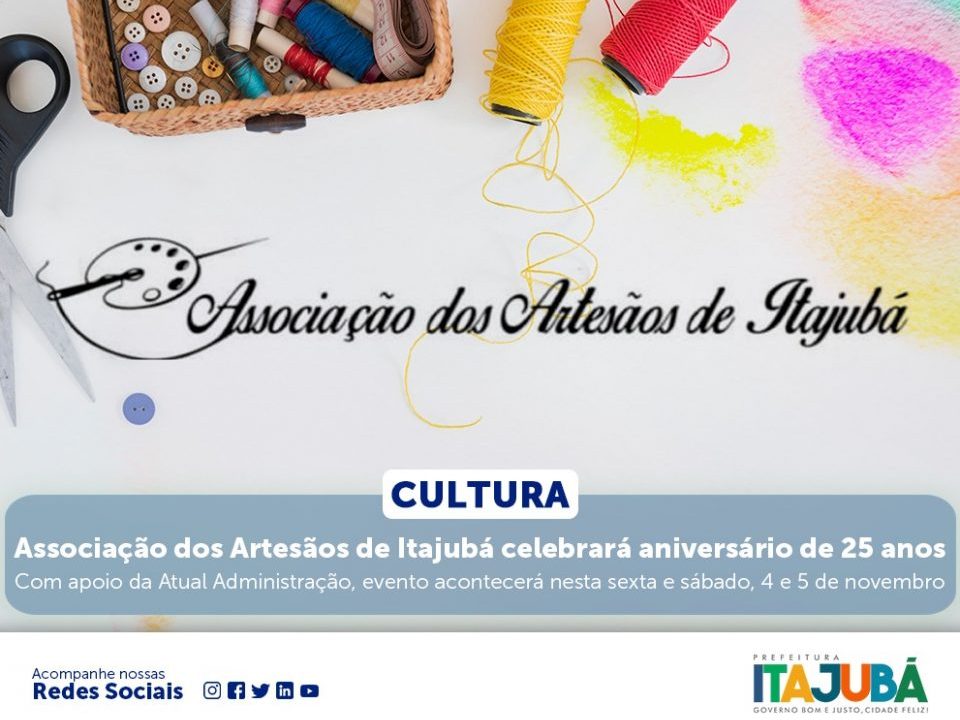 Associação dos Artesãos de Itajubá
CULTURA
Associação dos Artesãos de Itajubá celebrará aniversário de 25 anos
Com apoio da Atual Administração, evento acontecerá nesta sexta e sábado, 4 e 5 de novembro
Acompanhe nossas
Redes Sociais
PREFEITURA
ITAJUBÁ
GOVERNO BOM E JUSTO, CIDADE FELIZ!